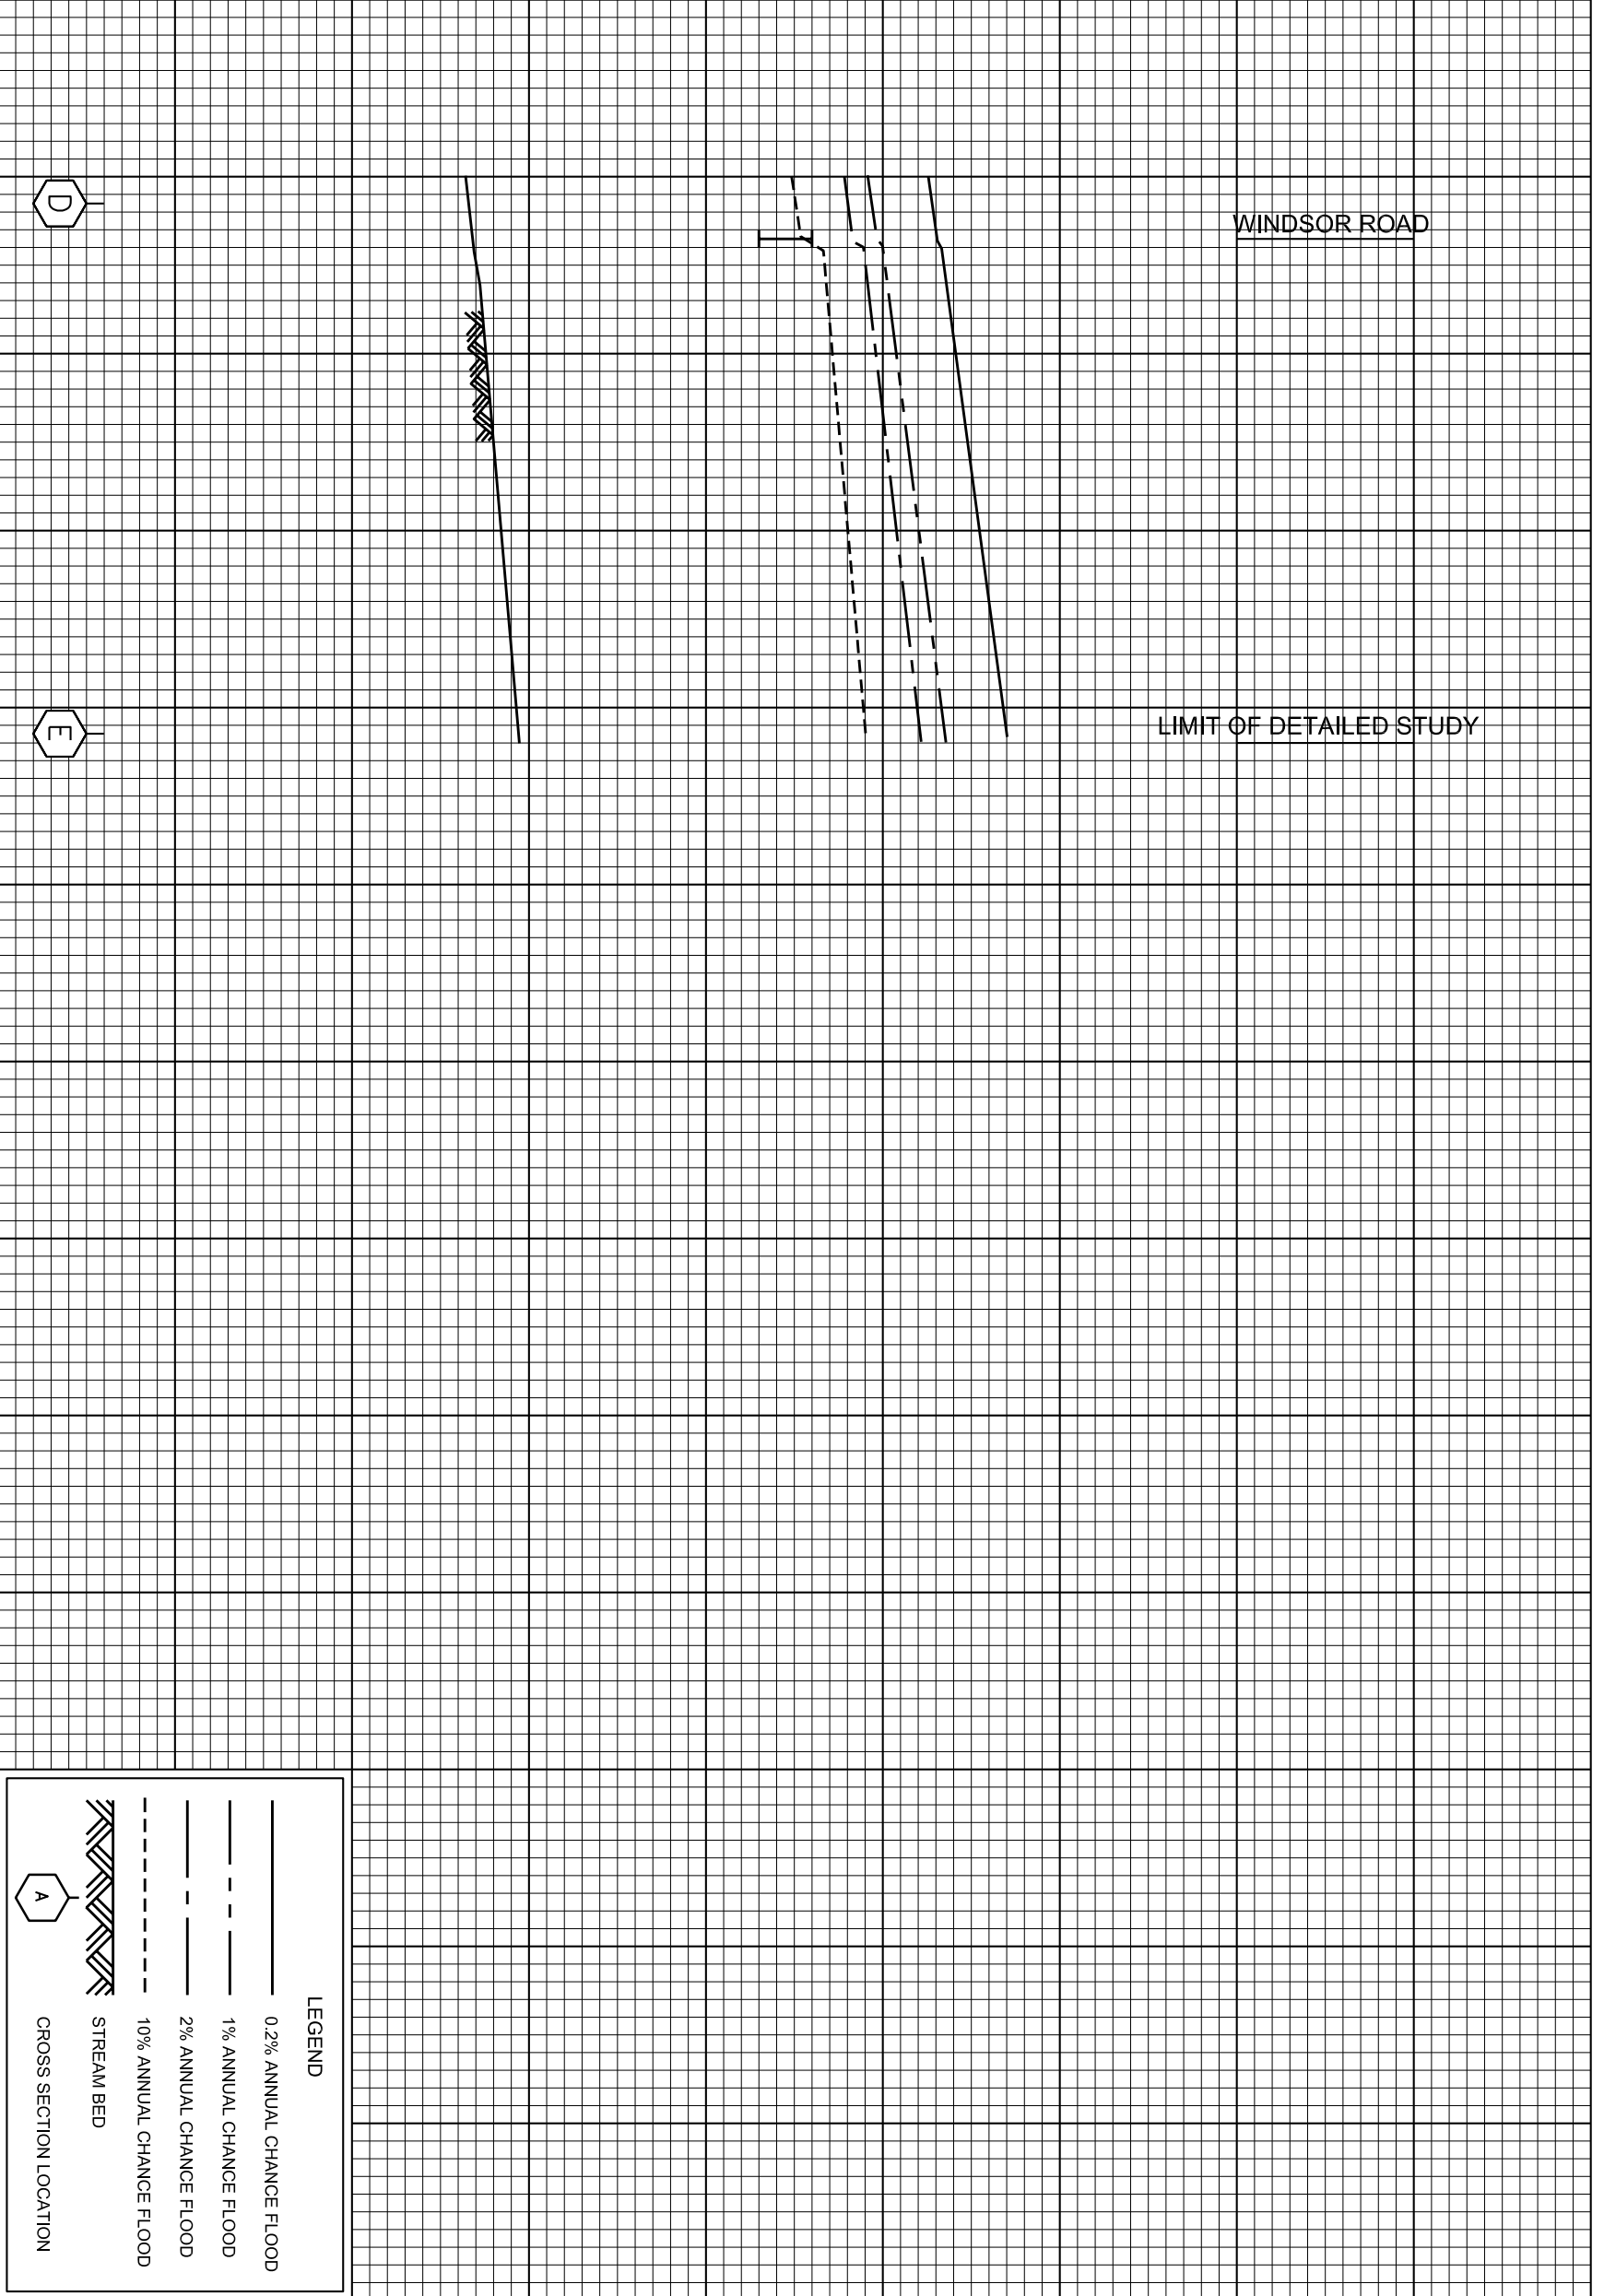 WINDSOR ROAD
LIMIT OF DETAILED STUDY
D
E
LEGEND
0.2% ANNUAL CHANCE FLOOD
1% ANNUAL CHANCE FLOOD
2% ANNUAL CHANCE FLOOD
10% ANNUAL CHANCE FLOOD
STREAM BED
A
CROSS SECTION LOCATION